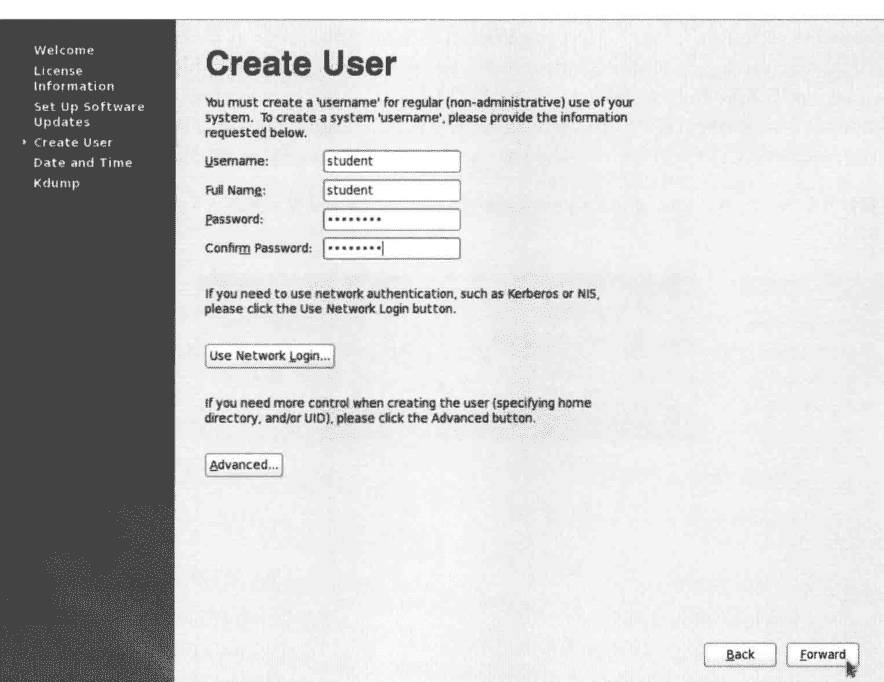 Welcome
License
Information
Set Up Software
Updates
Create User
Date and Time
Kdump
Create User
You must create a 'username' for regular (non-administrative) use of your
system. To create a system 'username', please provide the information
requested below.
Username: student
Full Name: student
Password: ••••••••
Confirm Password: ••••••••
If you need to use network authentication, such as Kerberos or NIS,
please click the Use Network Login button.
Use Network Login...
If you need more control when creating the user (specifying home
directory, and/or UID), please click the Advanced button.
Advanced...
Back Forward